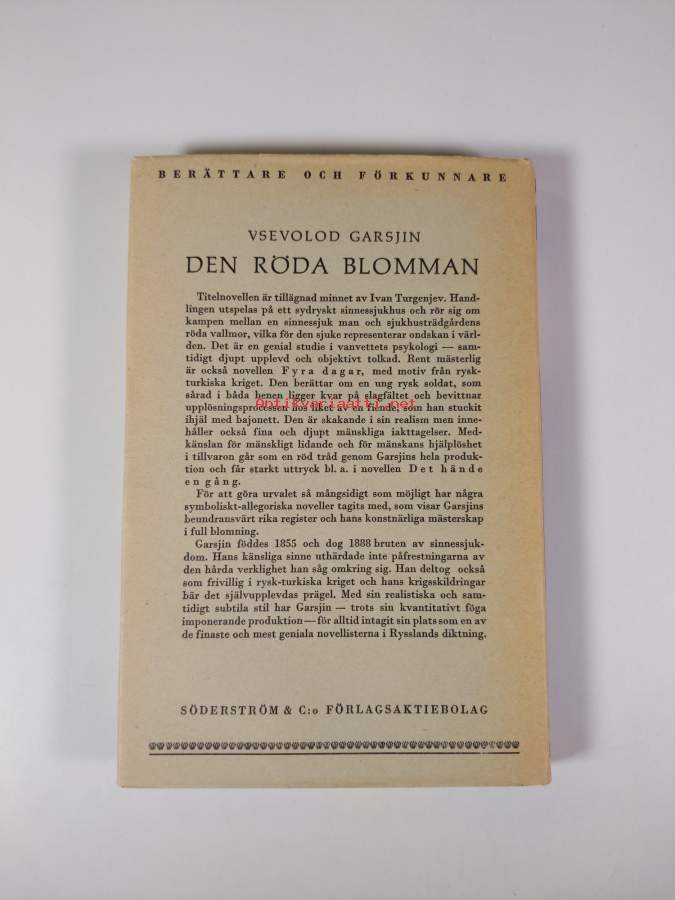 BERÄTTARE OCH FÖRKUNNARE
VSEVOLOD GARSJIN
DEN RÖDA BLOMMAN
Titelnovellen är tillägnad minnet av Ivan Turgenjev. Hand-
lingen utspelas på ett sydryskt sinnessjukhus och rör sig om
kampen mellan en sinnessjuk man och sjukhusträdgårdens
röda vallmor, vilka för den sjuke representerar ondskan i värl-
den. Det är en genial studie i vanvettets psykologi — sam-
tidigt djupt upplevd och objektivt tolkad. Rent mästerlig
är också novellen Fyra dagar, med motiv från rysk-
turkiska kriget. Den berättar om en ung rysk soldat, som
sårad i båda benen ligger kvar på slagfältet och bevittnar
antikvariaatti.net
upplösningsprocessen hos liket av en fiende, som han stuckit
ihjäl med bajonett. Den är skakande i sin realism men inne-
håller också fina och djupt mänskliga iakttagelser. Med-
känslan för mänskligt lidande och för mänskans hjälplöshet
i tillvaron går som en röd tråd genom Garsjins hela produk-
tion och får starkt uttryck bl. a. i novellen Det hände
en gång.
För att göra urvalet så mångsidigt som möjligt har några
symboliskt-allegoriska noveller tagits med, som visar Garsjins
beundransvärt rika register och hans konstnärliga mästerskap
i full blomning.
Garsjin föddes 1855 och dog 1888 bruten av sinnessjuk-
dom. Hans känsliga sinne uthärdade inte påfrestningarna av
den hårda verklighet han såg omkring sig. Han deltog också
som frivillig i rysk-turkiska kriget och hans krigsskildringar
bär det självupplevdas prägel. Med sin realistiska och sam-
tidigt subtila stil har Garsjin — trots sin kvantitativt föga
imponerande produktion — för alltid intagit sin plats som en av
de finaste och mest geniala novellisterna i Rysslands diktning.
SÖDERSTRÖM & C:o FÖRLAGSAKTIEBOLAG